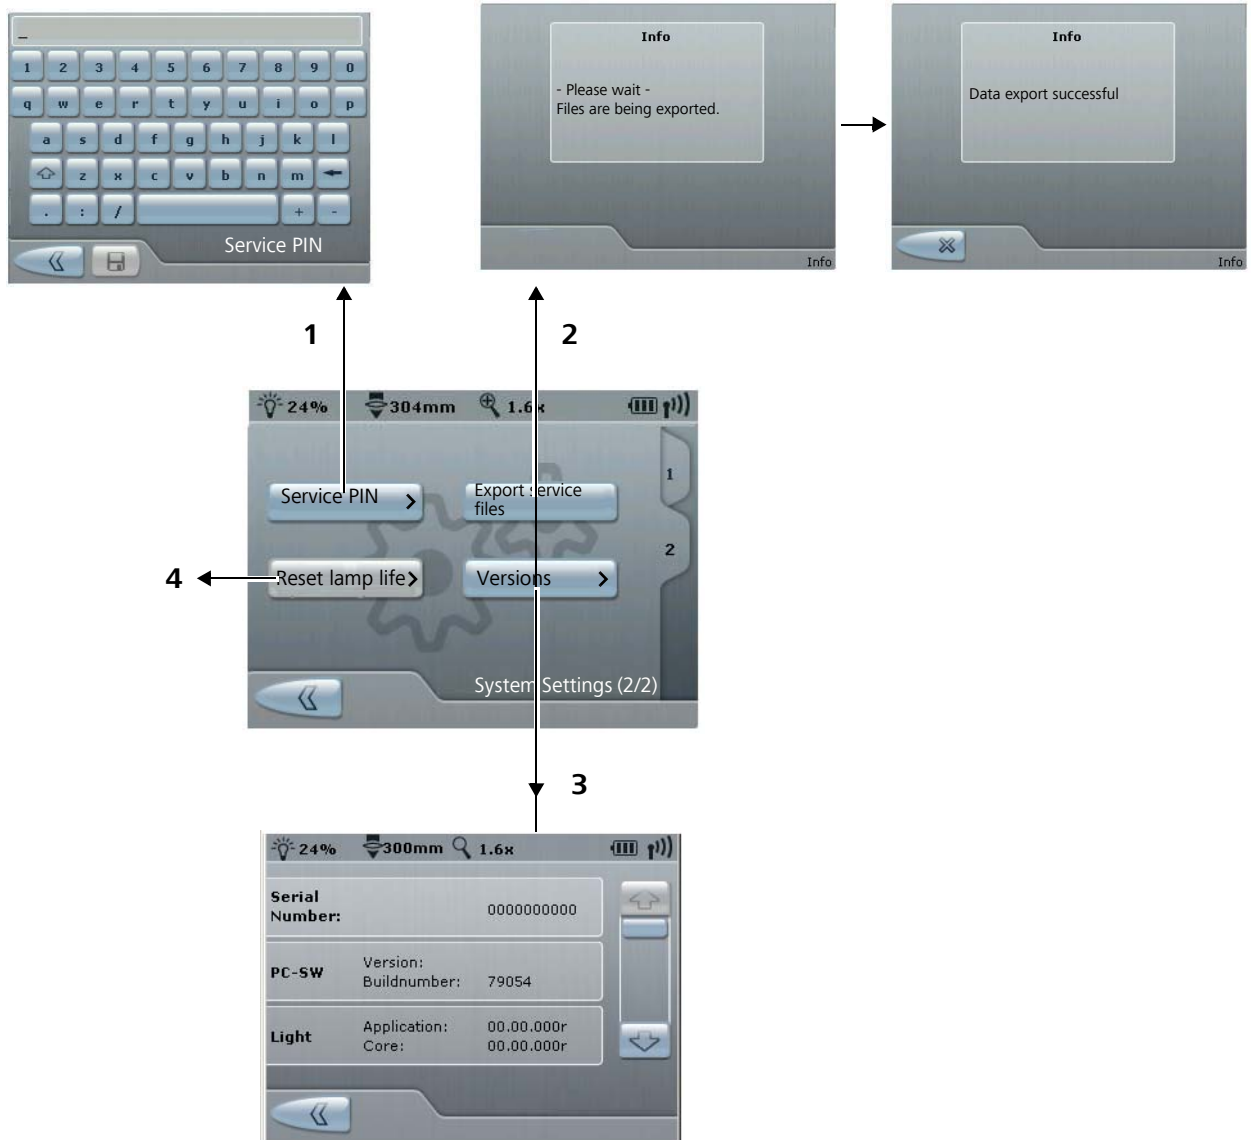 _
1 2 3 4 5 6 7 8 9 0
q w e r t y u i o p
a s d f g h j k l
z x c v b n m
. : / + -
Service PIN
Info
- Please wait -
Files are being exported.
Info
Info
Data export successful
Info
1
2
24% 304mm 1.6x
1
Service PIN
Export service
files
2
4
Reset lamp life
Versions
System Settings (2/2)
3
24% 300mm 1.6x
Serial
Number: 0000000000
PC-SW
Version:
Buildnumber: 79054
Light
Application: 00.00.000r
Core: 00.00.000r